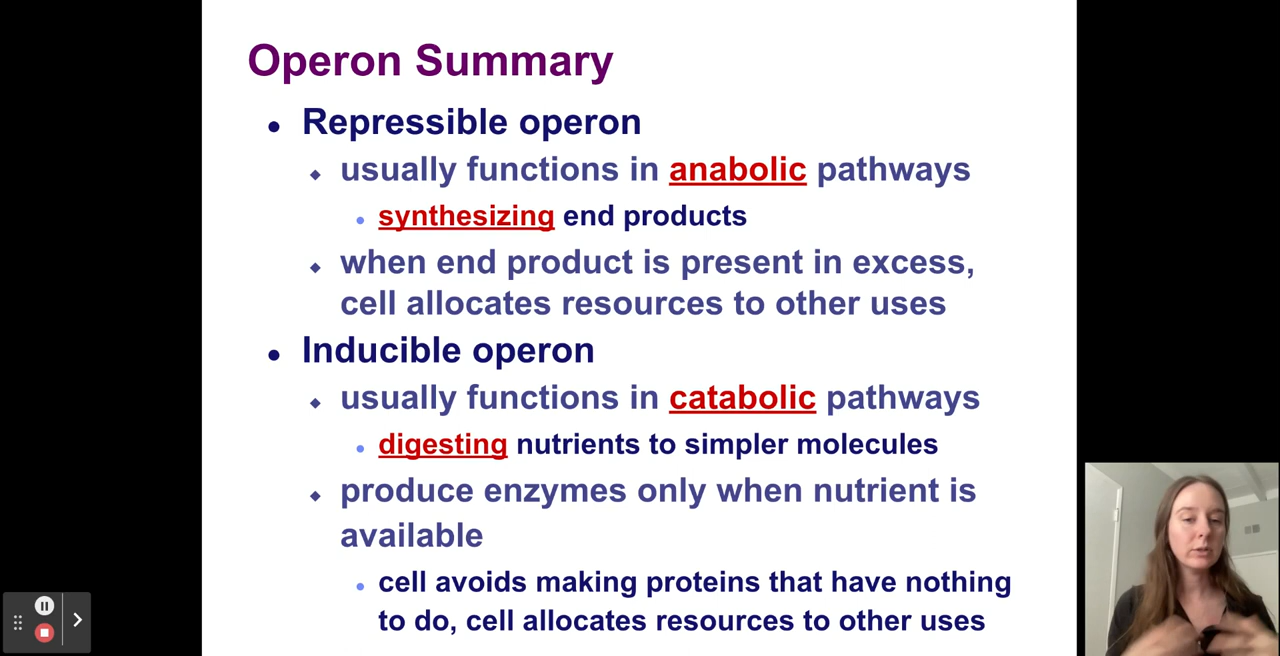 Operon Summary
Repressible operon
usually functions in anabolic pathways
synthesizing end products
when end product is present in excess,
cell allocates resources to other uses
Inducible operon
usually functions in catabolic pathways
digesting nutrients to simpler molecules
produce enzymes only when nutrient is
available
cell avoids making proteins that have nothing
to do, cell allocates resources to other uses